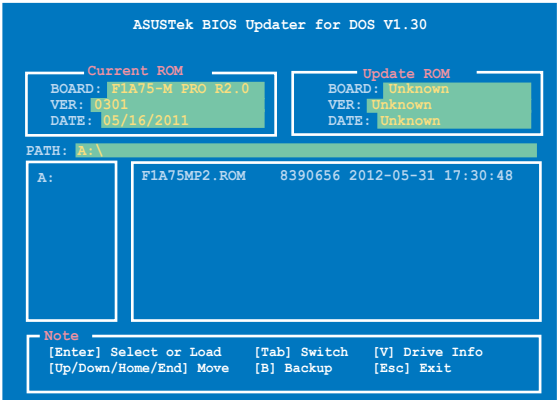 ASUSTek BIOS Updater for DOS V1.30
Current ROM
BOARD: F1A75-M PRO R2.0
VER: 0301
DATE: 05/16/2011
Update ROM
BOARD: Unknown
VER: Unknown
DATE: Unknown
PATH: A:\
A:
F1A75MP2.ROM 8390656 2012-05-31 17:30:48
Note
[Enter] Select or Load [Tab] Switch [V] Drive Info
[Up/Down/Home/End] Move [B] Backup [Esc] Exit